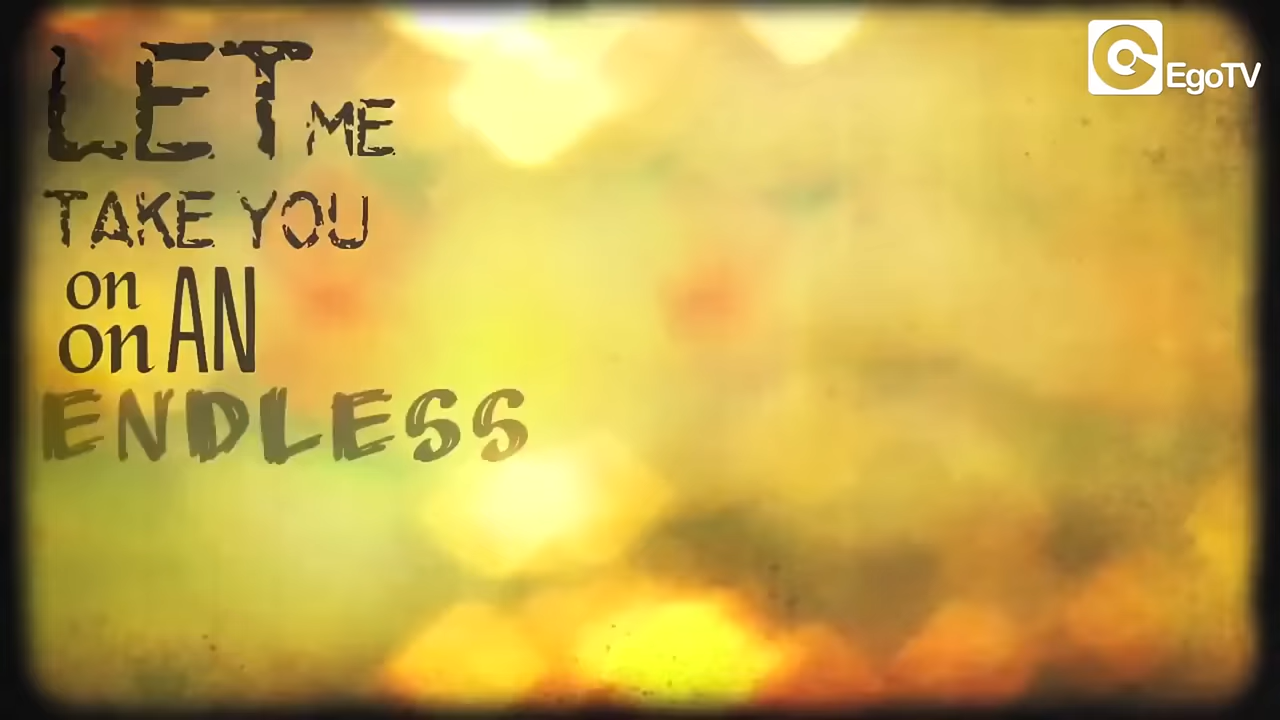 LET ME
TAKE YOU
on
on AN
ENDLESS
EgoTV